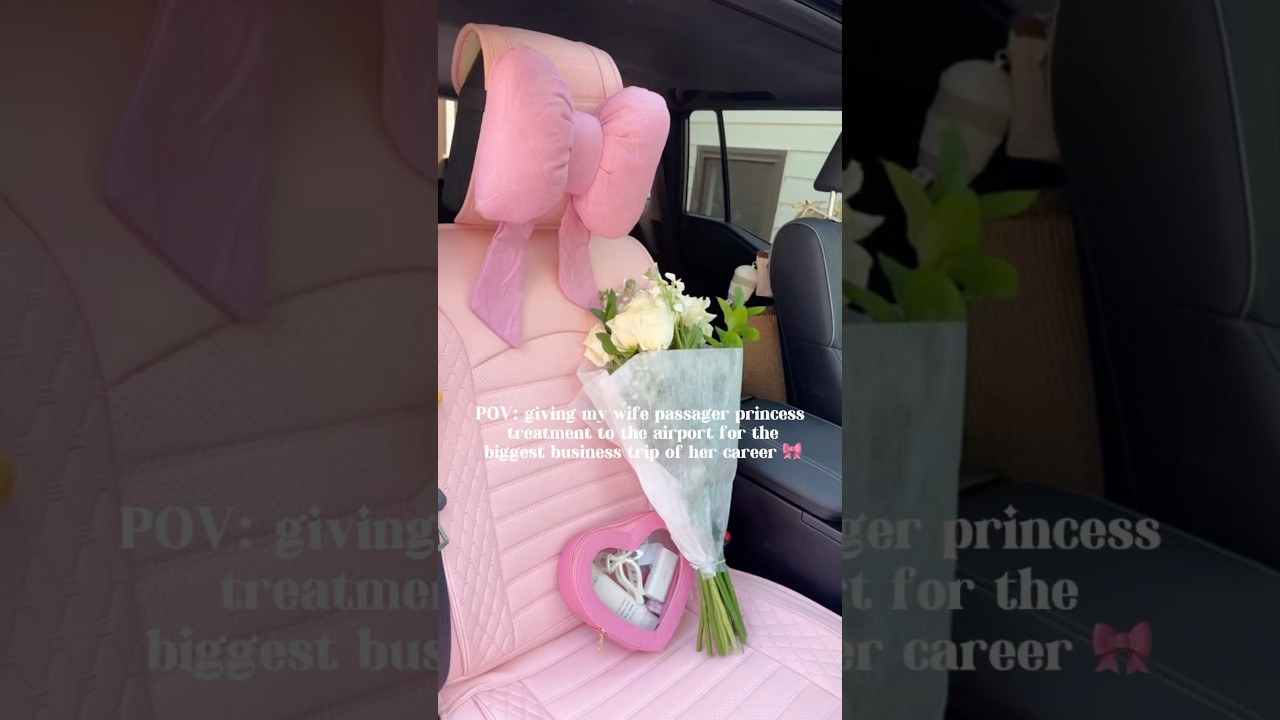 POV: giving my wife passager princess
treatment to the airport for the
biggest business trip of her career 🎀